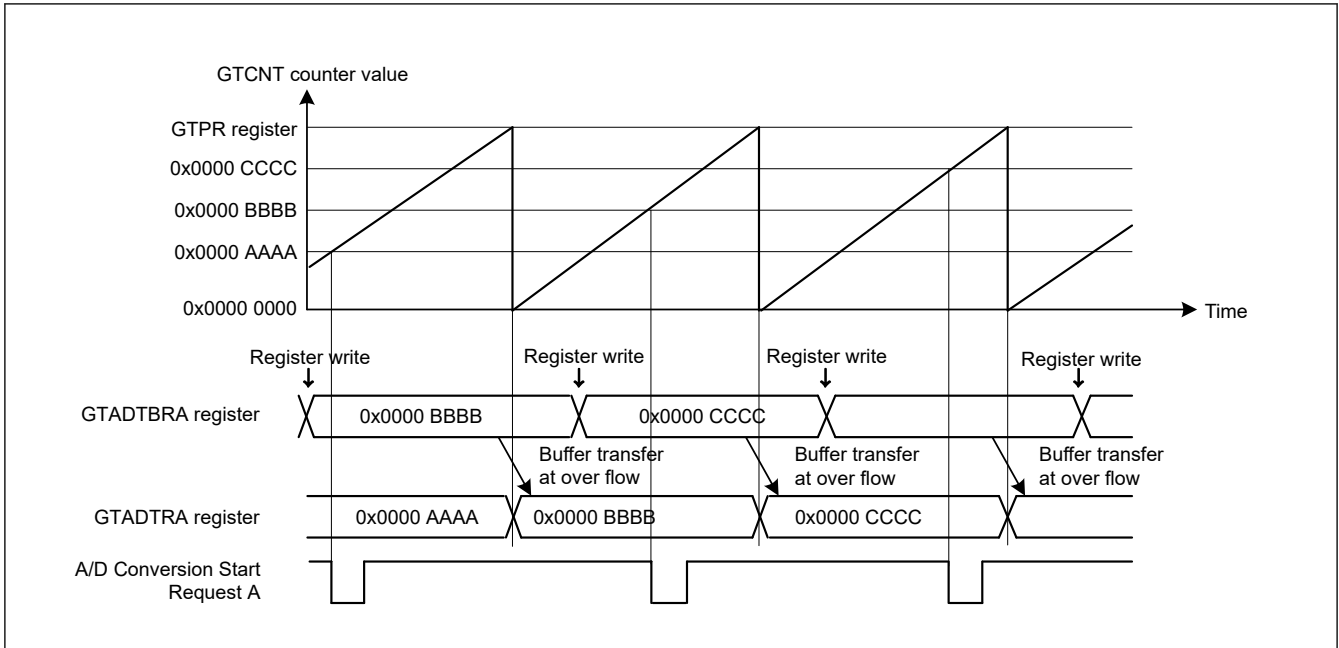 GTCNT counter value
GTPR register
0x0000 CCCC
0x0000 BBBB
0x0000 AAAA
0x0000 0000
Time
Register write
Register write
Register write
Register write
GTADTBRA register
0x0000 BBBB
0x0000 CCCC
Buffer transfer
at over flow
Buffer transfer
at over flow
Buffer transfer
at over flow
GTADTRA register
0x0000 AAAA
0x0000 BBBB
0x0000 CCCC
A/D Conversion Start
Request A